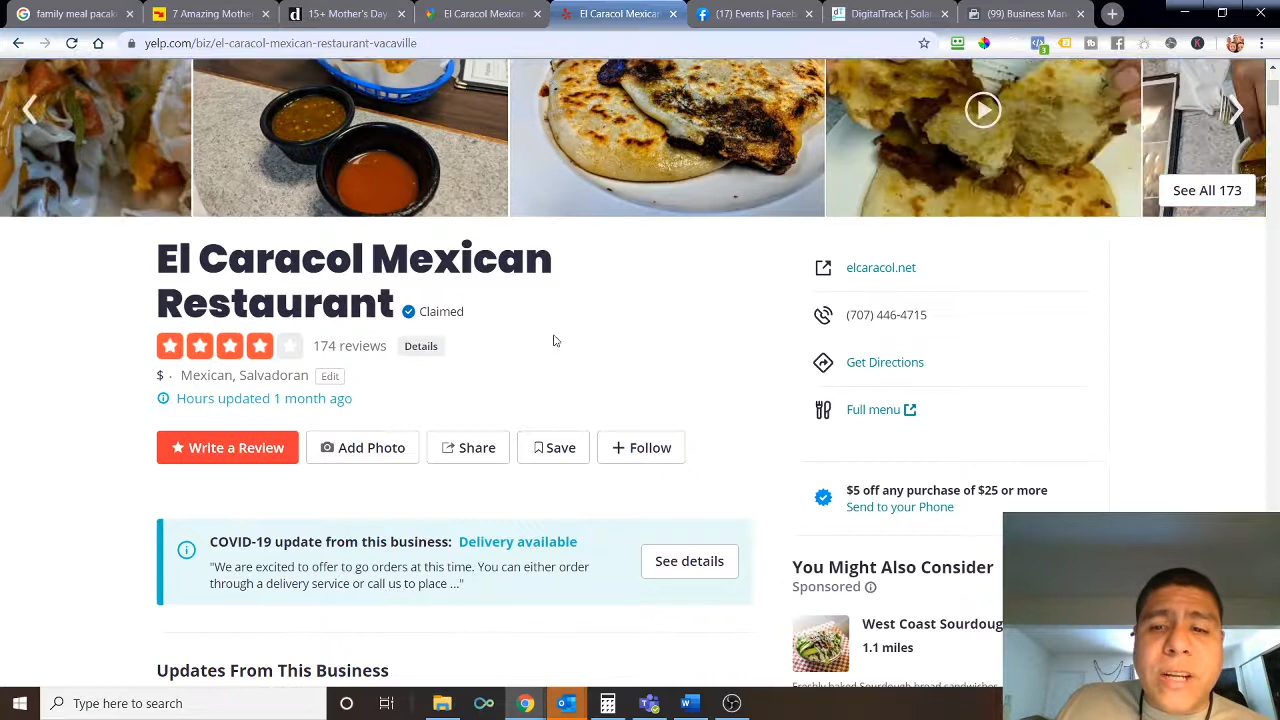 family meal pacak
7 Amazing Mothe
15+ Mother's Day
El Caracol Mexican
El Caracol Mexican
(17) Events | Faceb
DigitalTrack | Solan
(99) Business Man
yelp.com/biz/el-caracol-mexican-restaurant-vacaville
See All 173
El Caracol Mexican
Restaurant
Claimed
174 reviews
Details
$ · Mexican, Salvadoran
Edit
Hours updated 1 month ago
Write a Review
Add Photo
Share
Save
Follow
COVID-19 update from this business: Delivery available
"We are excited to offer to go orders at this time. You can either order
through a delivery service or call us to place ..."
See details
Updates From This Business
elcaracol.net
(707) 446-4715
Get Directions
Full menu
$5 off any purchase of $25 or more
Send to your Phone
You Might Also Consider
Sponsored
West Coast Sourdoug
1.1 miles
Freshly baked Sourdough bread sandwiches
Type here to search